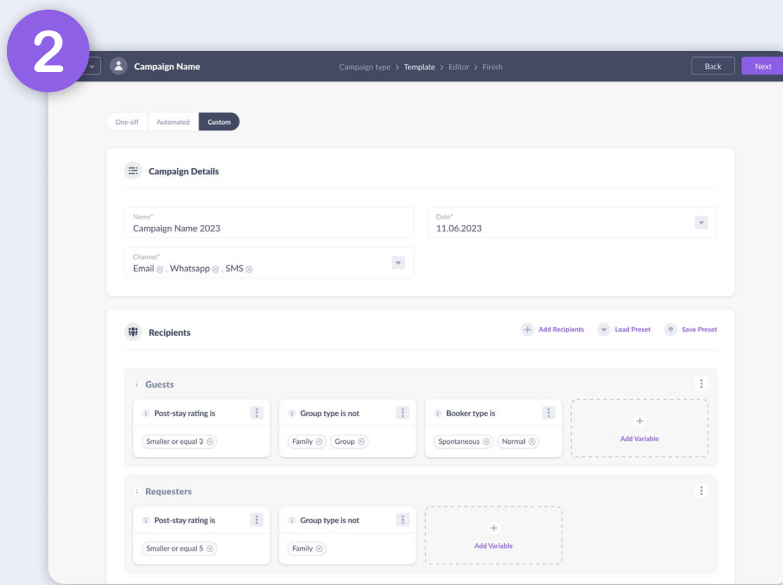 2
Campaign Name
Campaign type > Template > Editor > Finish
Back
Next
One-off
Automated
Custom
Campaign Details
Name*
Campaign Name 2023
Date*
11.06.2023
Channel*
Email ⊗ , Whatsapp ⊗ , SMS ⊗
Recipients
+ Add Recipients
Load Preset
Save Preset
Guests
Post-stay rating is
Smaller or equal 3 ⊗
Group type is not
Family ⊗ Group ⊗
Booker type is
Spontaneous ⊗ Normal ⊗
+
Add Variable
Requesters
Post-stay rating is
Smaller or equal 5 ⊗
Group type is not
Family ⊗
+
Add Variable